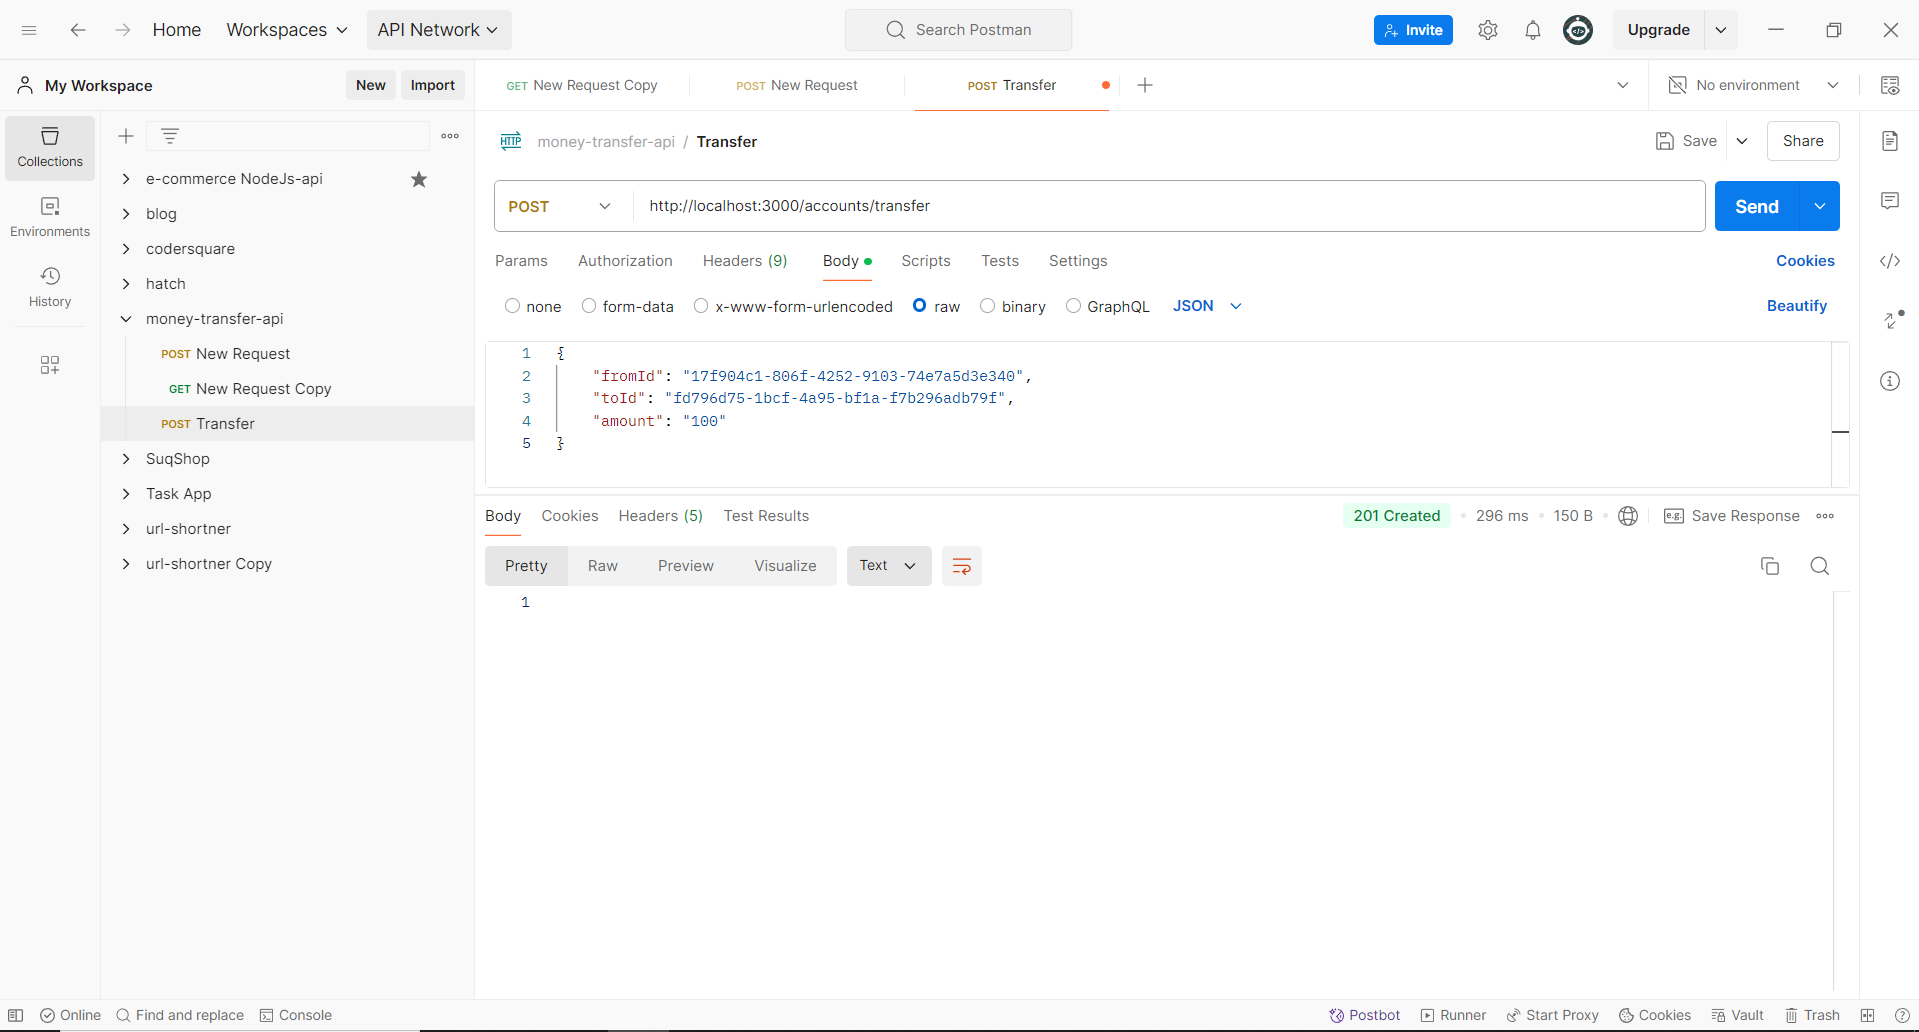 Home Workspaces API Network Search Postman Invite Upgrade
My Workspace New Import GET New Request Copy POST New Request POST Transfer No environment
HTTP money-transfer-api / Transfer Save Share
Collections
Environments
History
e-commerce NodeJs-api
blog
codersquare
hatch
money-transfer-api
POST New Request
GET New Request Copy
POST Transfer
SuqShop
Task App
url-shortner
url-shortner Copy
POST http://localhost:3000/accounts/transfer Send
Params Authorization Headers (9) Body Scripts Tests Settings Cookies
none form-data x-www-form-urlencoded raw binary GraphQL JSON Beautify
1 {
2 "fromId": "17f904c1-806f-4252-9103-74e7a5d3e340",
3 "toId": "fd796d75-1bcf-4a95-bf1a-f7b296adb79f",
4 "amount": "100"
5 }
Body Cookies Headers (5) Test Results 201 Created 296 ms 150 B e.g. Save Response
Pretty Raw Preview Visualize Text
1
Online Find and replace Console Postbot Runner Start Proxy Cookies Vault Trash